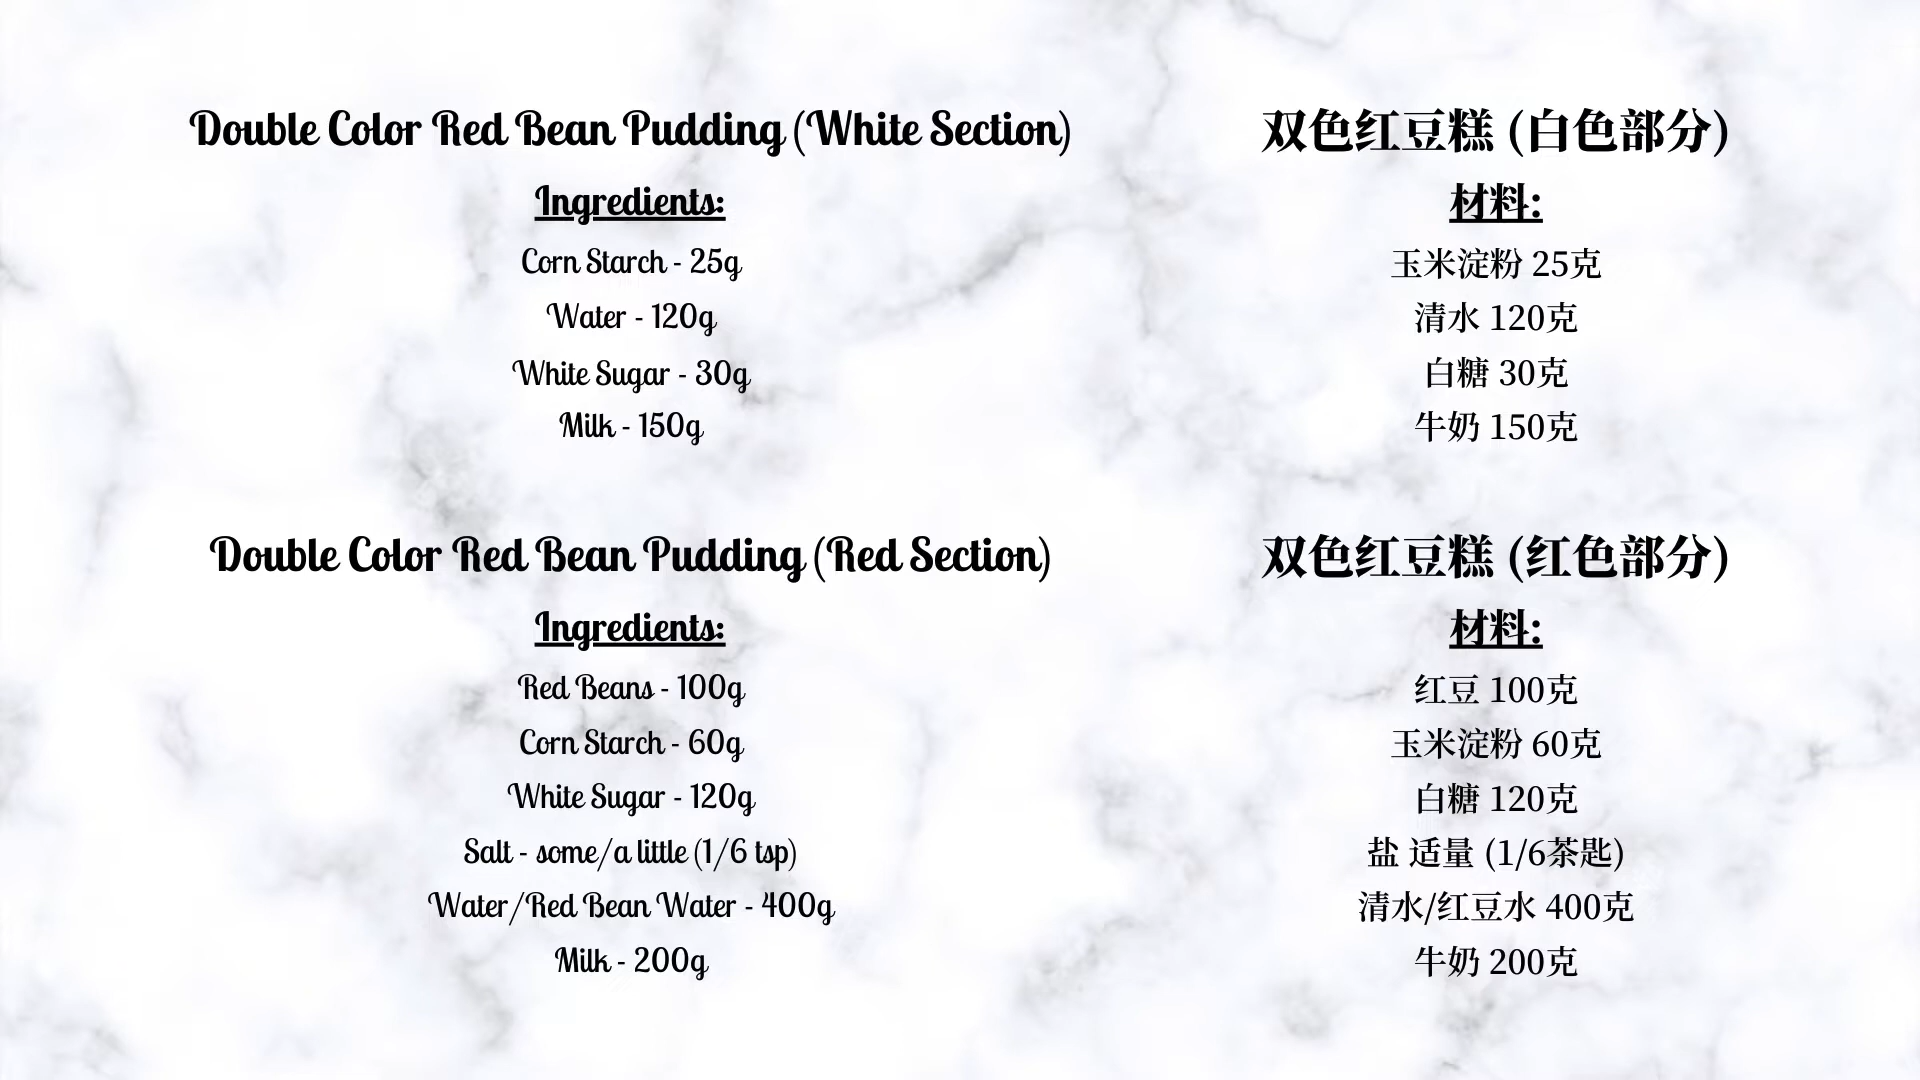 Double Color Red Bean Pudding (White Section)
Ingredients:
Corn Starch - 25g
Water - 120g
White Sugar - 30g
Milk - 150g
双色红豆糕 (白色部分)
材料:
玉米淀粉 25克
清水 120克
白糖 30克
牛奶 150克
Double Color Red Bean Pudding (Red Section)
Ingredients:
Red Beans - 100g
Corn Starch - 60g
White Sugar - 120g
Salt - some/a little (1/6 tsp)
Water/Red Bean Water - 400g
Milk - 200g
双色红豆糕 (红色部分)
材料:
红豆 100克
玉米淀粉 60克
白糖 120克
盐 适量 (1/6茶匙)
清水/红豆水 400克
牛奶 200克